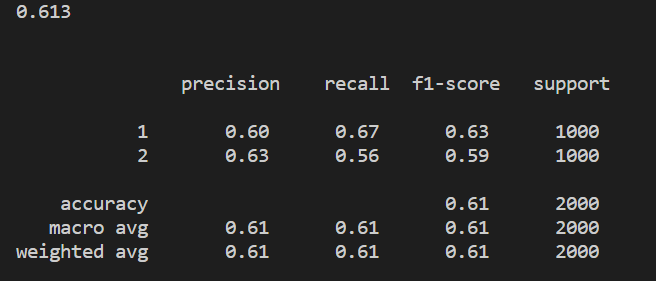 0.613
precision recall f1-score support
1 0.60 0.67 0.63 1000
2 0.63 0.56 0.59 1000
accuracy 0.61 2000
macro avg 0.61 0.61 0.61 2000
weighted avg 0.61 0.61 0.61 2000